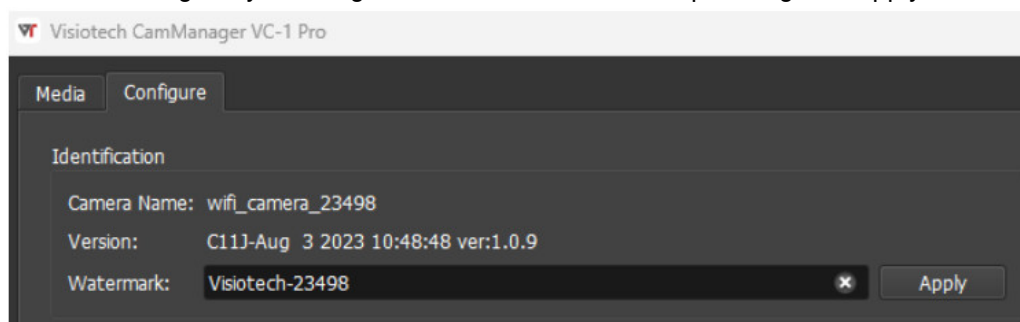 Visiotech CamManager VC-1 Pro
Media Configure
Identification
Camera Name: wifi_camera_23498
Version: C11J-Aug 3 2023 10:48:48 ver:1.0.9
Watermark: Visiotech-23498 Apply